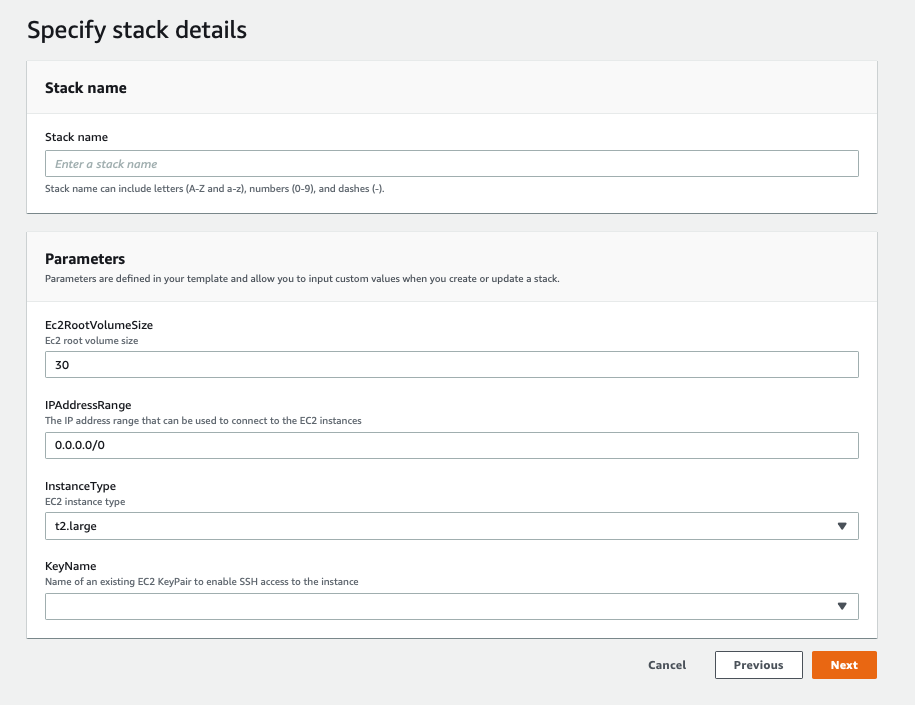 Specify stack details
Stack name
Stack name
Enter a stack name
Stack name can include letters (A-Z and a-z), numbers (0-9), and dashes (-).
Parameters
Parameters are defined in your template and allow you to input custom values when you create or update a stack.
Ec2RootVolumeSize
Ec2 root volume size
30
IPAddressRange
The IP address range that can be used to connect to the EC2 instances
0.0.0.0/0
InstanceType
EC2 instance type
t2.large
KeyName
Name of an existing EC2 KeyPair to enable SSH access to the instance
Cancel Previous Next